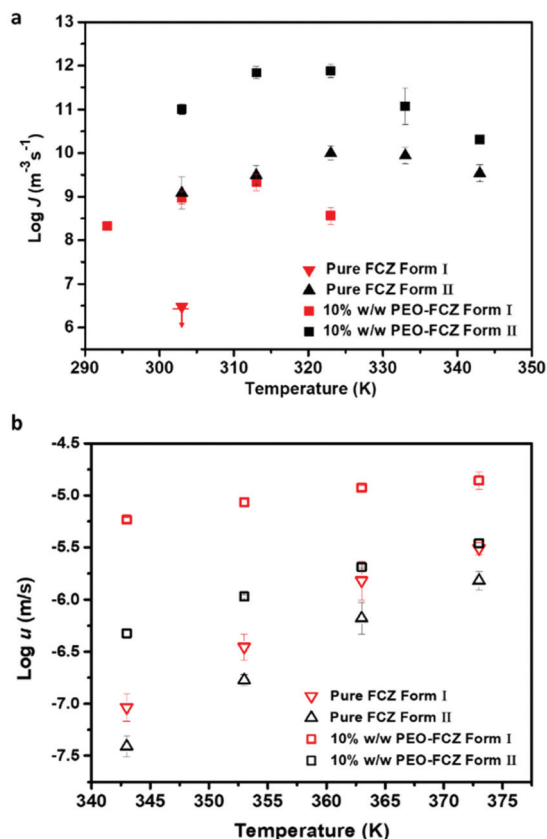 a
13
12
11
10
9
8
7
6
Log J (m⁻³ s⁻¹)
Pure FCZ Form I
Pure FCZ Form II
10% w/w PEO-FCZ Form I
10% w/w PEO-FCZ Form II
290 300 310 320 330 340 350
Temperature (K)
b
-4.5
-5.0
-5.5
-6.0
-6.5
-7.0
-7.5
Log u (m/s)
Pure FCZ Form I
Pure FCZ Form II
10% w/w PEO-FCZ Form I
10% w/w PEO-FCZ Form II
340 345 350 355 360 365 370 375
Temperature (K)